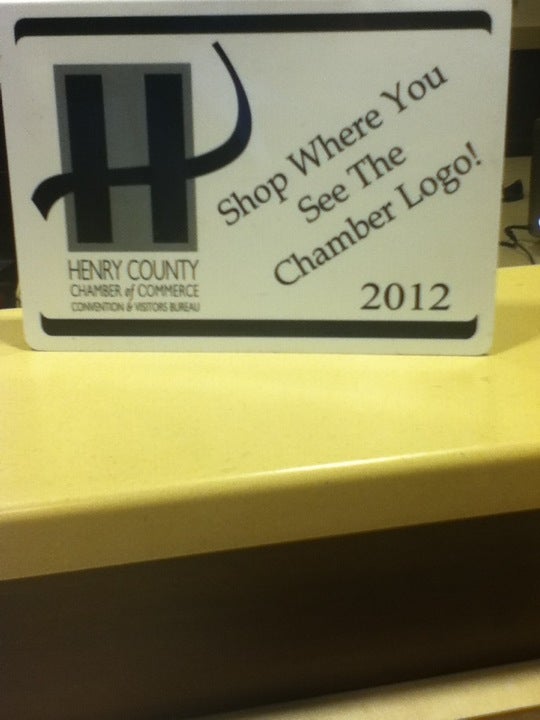 H
HENRY COUNTY
CHAMBER of COMMERCE
CONVENTION & VISITORS BUREAU
Shop Where You
See The
Chamber Logo!
2012